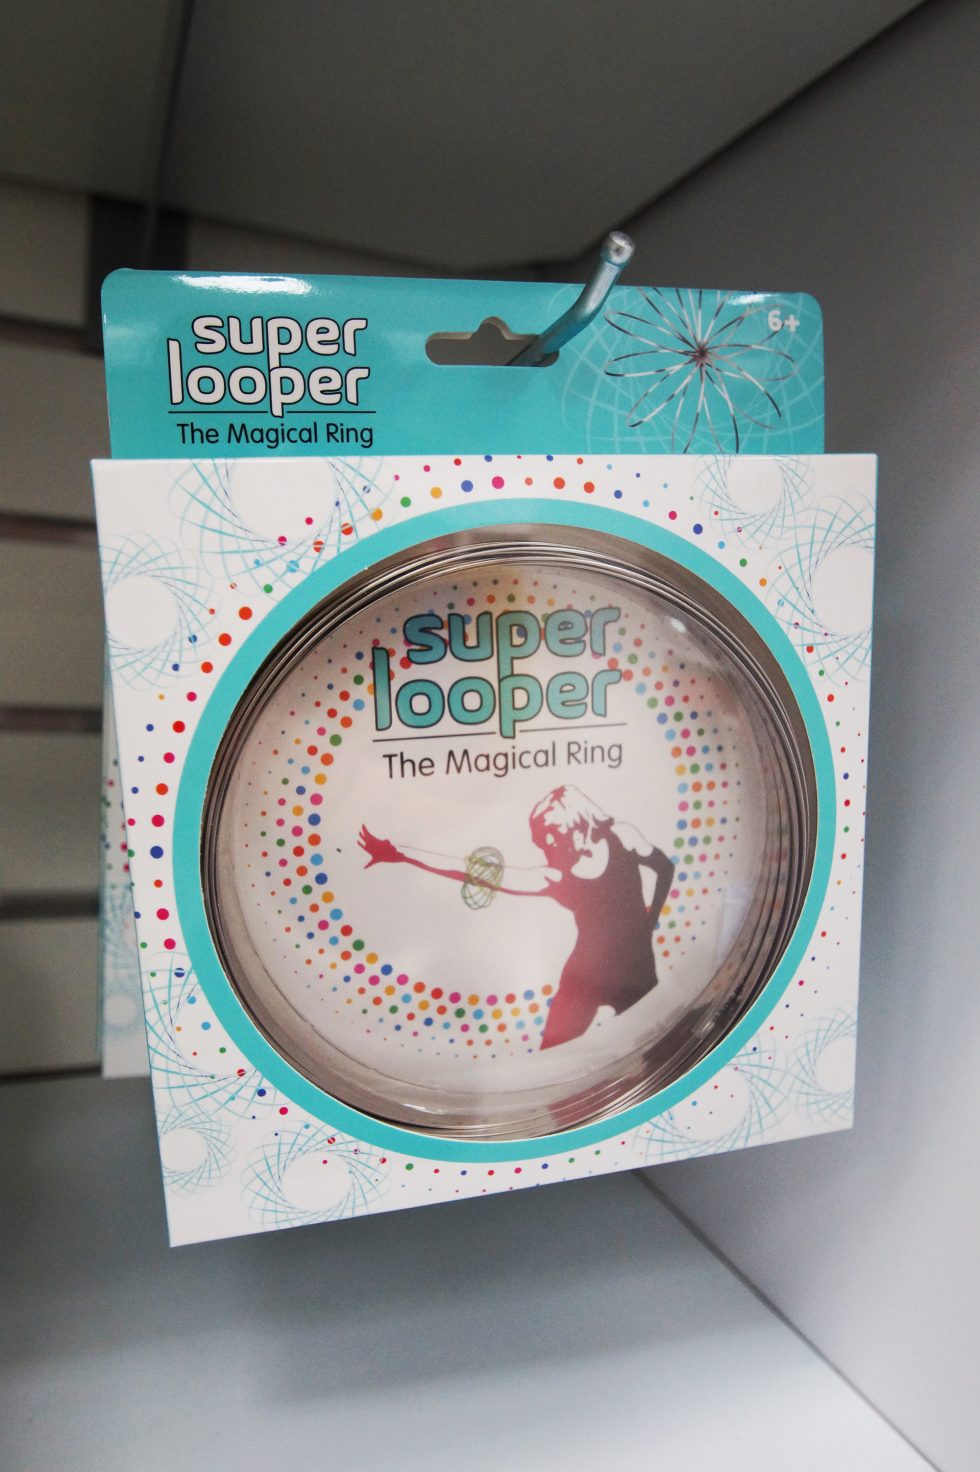 super
looper
The Magical Ring
6+
super
looper
The Magical Ring